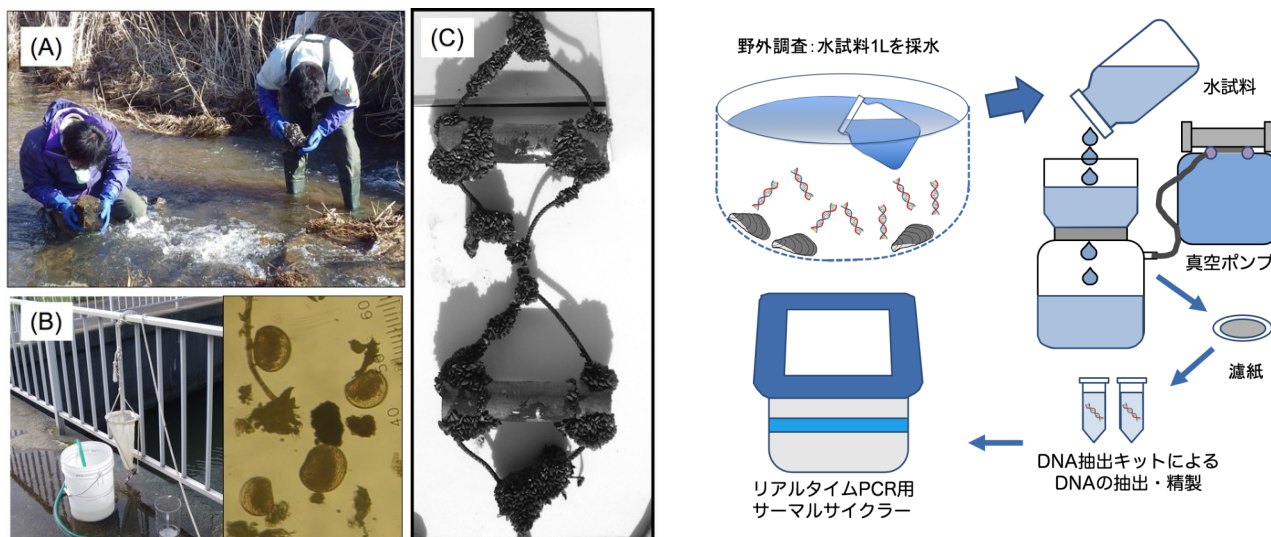 (A)
(B)
(C)
60
50
40
野外調査：水試料1Lを採水
水試料
真空ポンプ
濾紙
DNA抽出キットによる
DNAの抽出・精製
リアルタイムPCR用
サーマルサイクラー